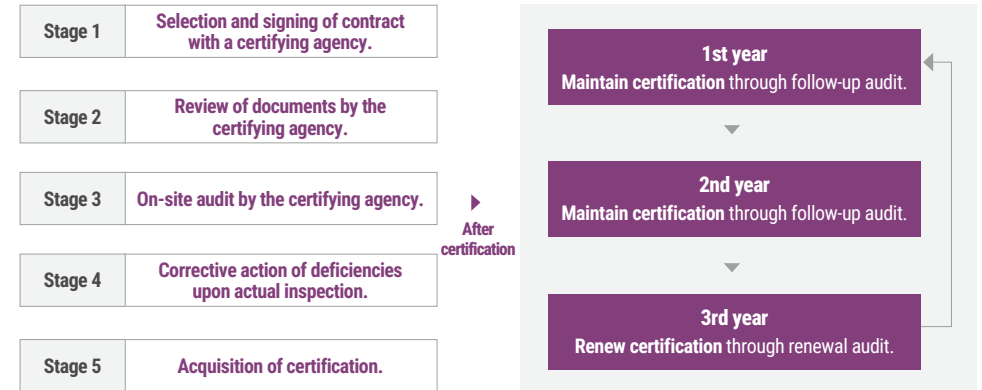 Stage 1
Selection and signing of contract
with a certifying agency.
Stage 2
Review of documents by the
certifying agency.
Stage 3
On-site audit by the certifying agency.
Stage 4
Corrective action of deficiencies
upon actual inspection.
Stage 5
Acquisition of certification.
After
certification
1st year
Maintain certification through follow-up audit.
2nd year
Maintain certification through follow-up audit.
3rd year
Renew certification through renewal audit.